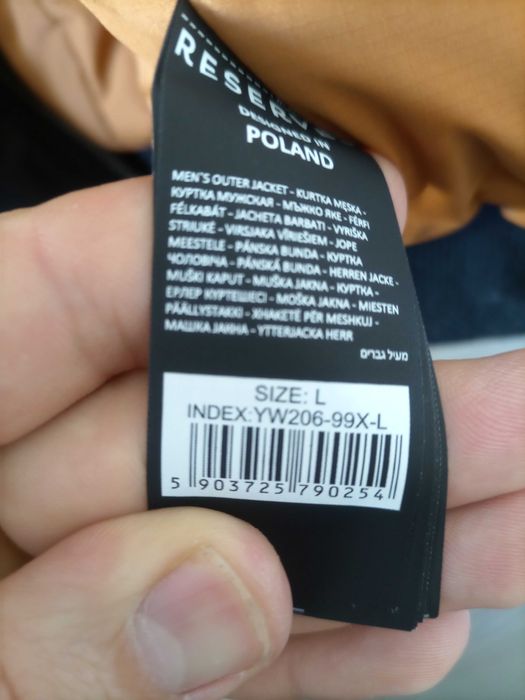 RESERVE
DESIGNED IN
POLAND
MEN'S OUTER JACKET - KURTKA MĘSKA -
КУРТКА МУЖСКАЯ - МЪЖКО ЯКЕ - FÉRFI
FÉLKABÁT - JACHETA BARBATI - VYRIŠKA
STRIUKĖ - VIRSJAKA VĪRIEŠIEM - JOPE
MEESTELE - PÁNSKA BUNDA - КУРТКА
ЧОЛОВІЧА - PÁNSKÁ BUNDA - HERREN JACKE -
MUŠKI KAPUT - MUŠKA JAKNA - КУРТКА -
ЕРЛЕР КУРТЕШЕСІ - MOŠKA JAKNA - MIESTEN
PÄÄLLYSTAKKI - XHAKETË PËR MESHKUJ -
МАШКА ЈАКНА - YTTERJACKA HERR
מעיל גברים
SIZE: L
INDEX:YW206-99X-L
5 903725 790254